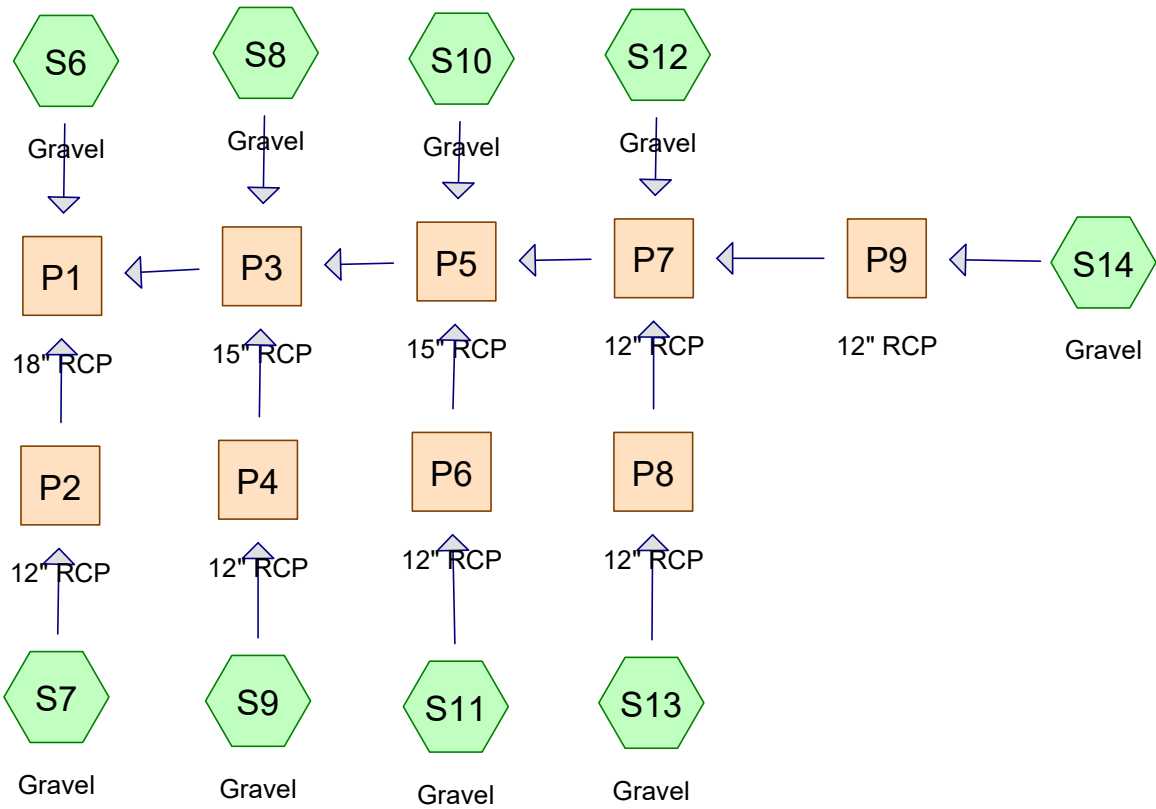 S6
S8
S10
S12
Gravel
Gravel
Gravel
Gravel
P1
P3
P5
P7
P9
S14
18" RCP
15" RCP
15" RCP
12" RCP
12" RCP
Gravel
P2
P4
P6
P8
12" RCP
12" RCP
12" RCP
12" RCP
S7
S9
S11
S13
Gravel
Gravel
Gravel
Gravel